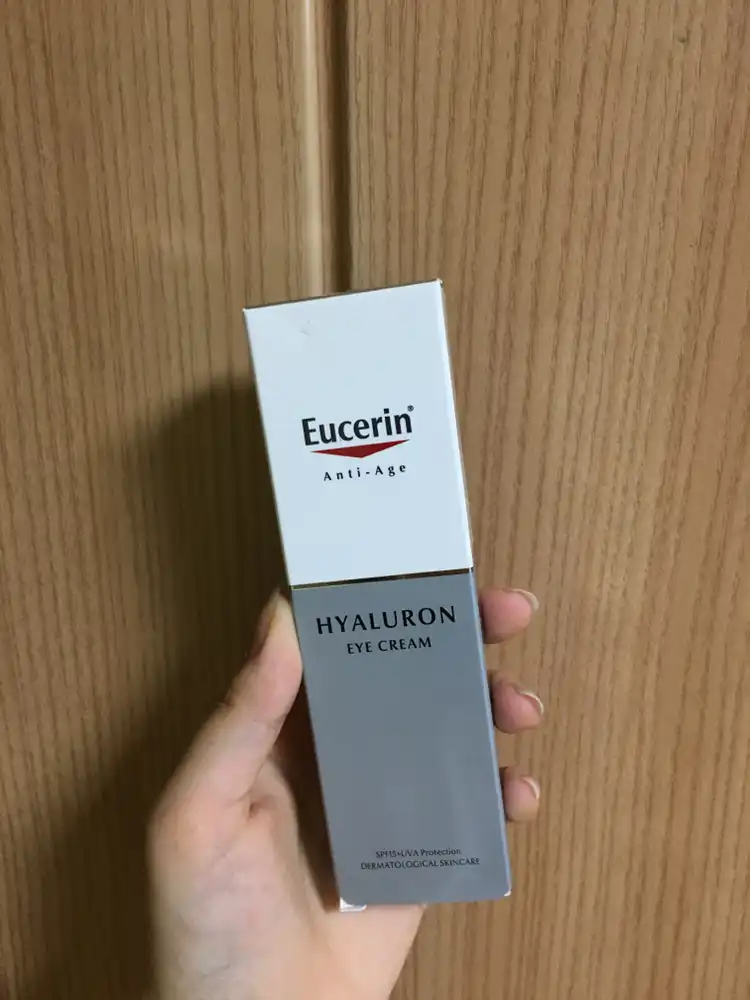 Eucerin®
Anti-Age
HYALURON
EYE CREAM
SPF15+UVA Protection
DERMATOLOGICAL SKINCARE